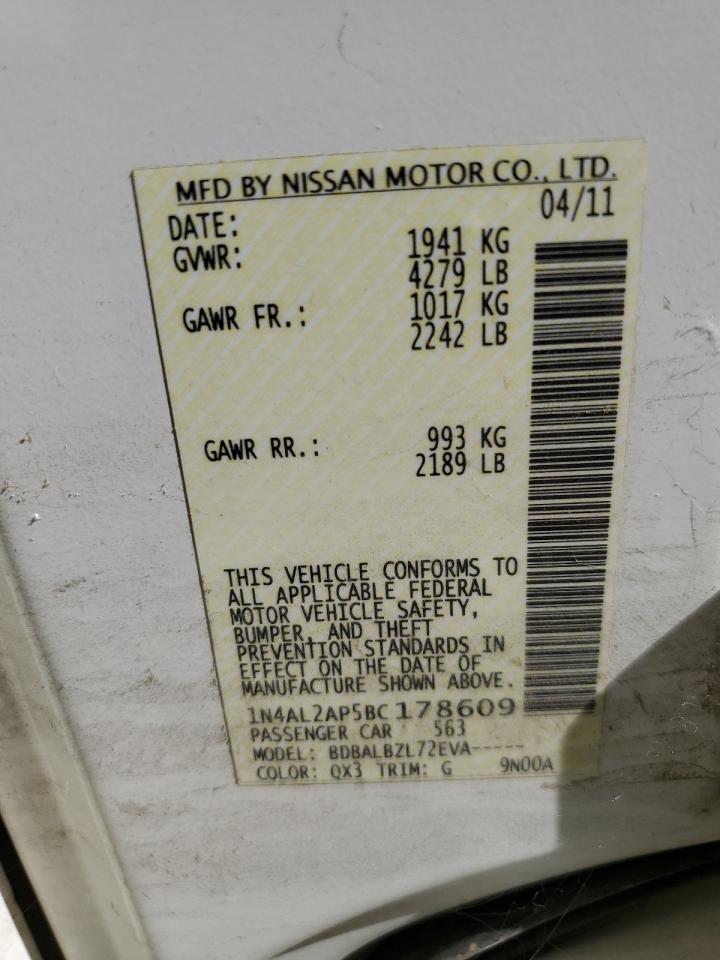 MFD BY NISSAN MOTOR CO., LTD.
DATE: 04/11
GVWR: 1941 KG
4279 LB
GAWR FR.: 1017 KG
2242 LB
GAWR RR.: 993 KG
2189 LB
THIS VEHICLE CONFORMS TO
ALL APPLICABLE FEDERAL
MOTOR VEHICLE SAFETY,
BUMPER, AND THEFT
PREVENTION STANDARDS IN
EFFECT ON THE DATE OF
MANUFACTURE SHOWN ABOVE.
1N4AL2AP5BC178609
PASSENGER CAR 563
MODEL: BDBALBZL72EVA-----
COLOR: QX3 TRIM: G 9N00A